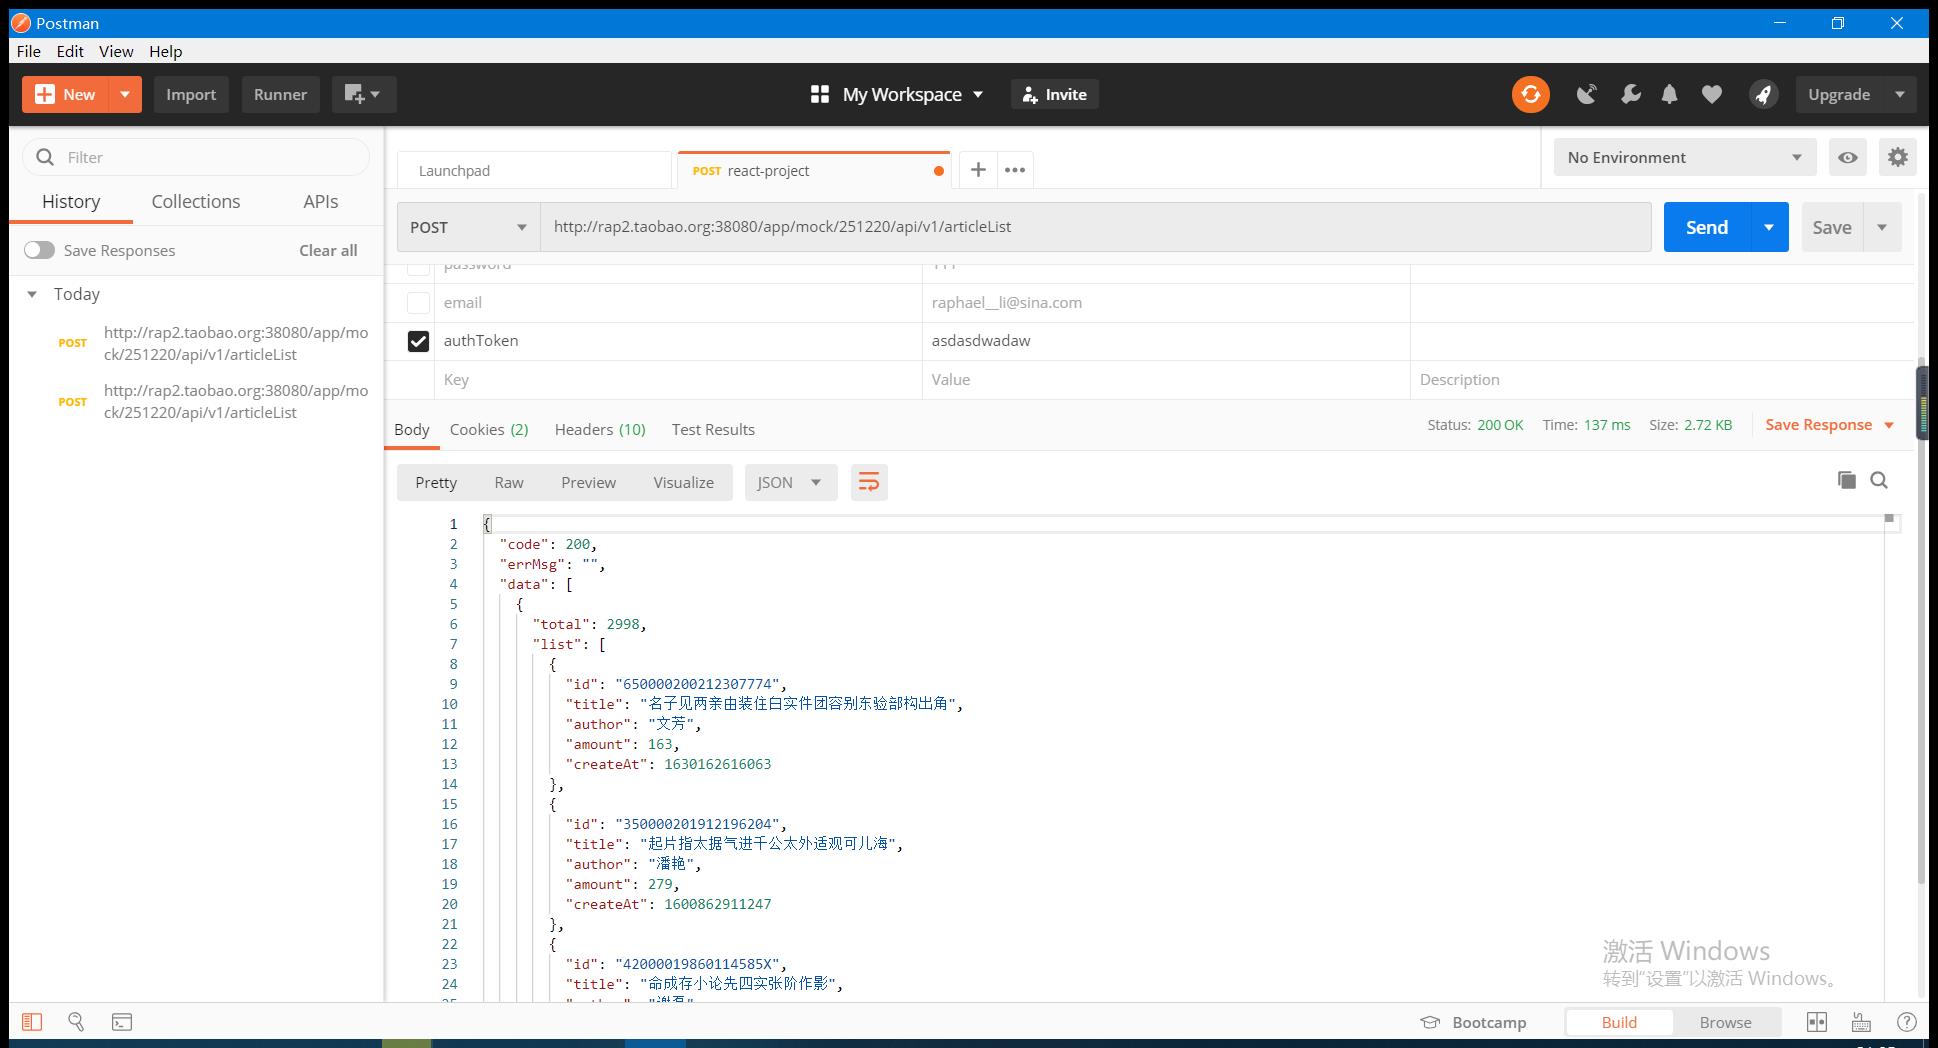 Postman
File Edit View Help
New Import Runner My Workspace Invite Upgrade
Filter
History Collections APIs
Save Responses Clear all
Today
POST http://rap2.taobao.org:38080/app/mo
ck/251220/api/v1/articleList
POST http://rap2.taobao.org:38080/app/mo
ck/251220/api/v1/articleList
Launchpad POST react-project No Environment
POST http://rap2.taobao.org:38080/app/mock/251220/api/v1/articleList Send Save
password
email raphael__li@sina.com
authToken asdasdwadaw
Key Value Description
Body Cookies (2) Headers (10) Test Results Status: 200 OK Time: 137 ms Size: 2.72 KB Save Response
Pretty Raw Preview Visualize JSON
1 {
2 "code": 200,
3 "errMsg": "",
4 "data": [
5 {
6 "total": 2998,
7 "list": [
8 {
9 "id": "650000200212307774",
10 "title": "名子见两亲由装住白实件团容别东验部构出角",
11 "author": "文芳",
12 "amount": 163,
13 "createAt": 1630162616063
14 },
15 {
16 "id": "350000201912196204",
17 "title": "起片指太据气进千公太外适观可儿海",
18 "author": "潘艳",
19 "amount": 279,
20 "createAt": 1600862911247
21 },
22 {
23 "id": "42000019860114585X",
24 "title": "命成存小论先四实张阶作影",
激活 Windows
转到"设置"以激活 Windows。
Bootcamp Build Browse